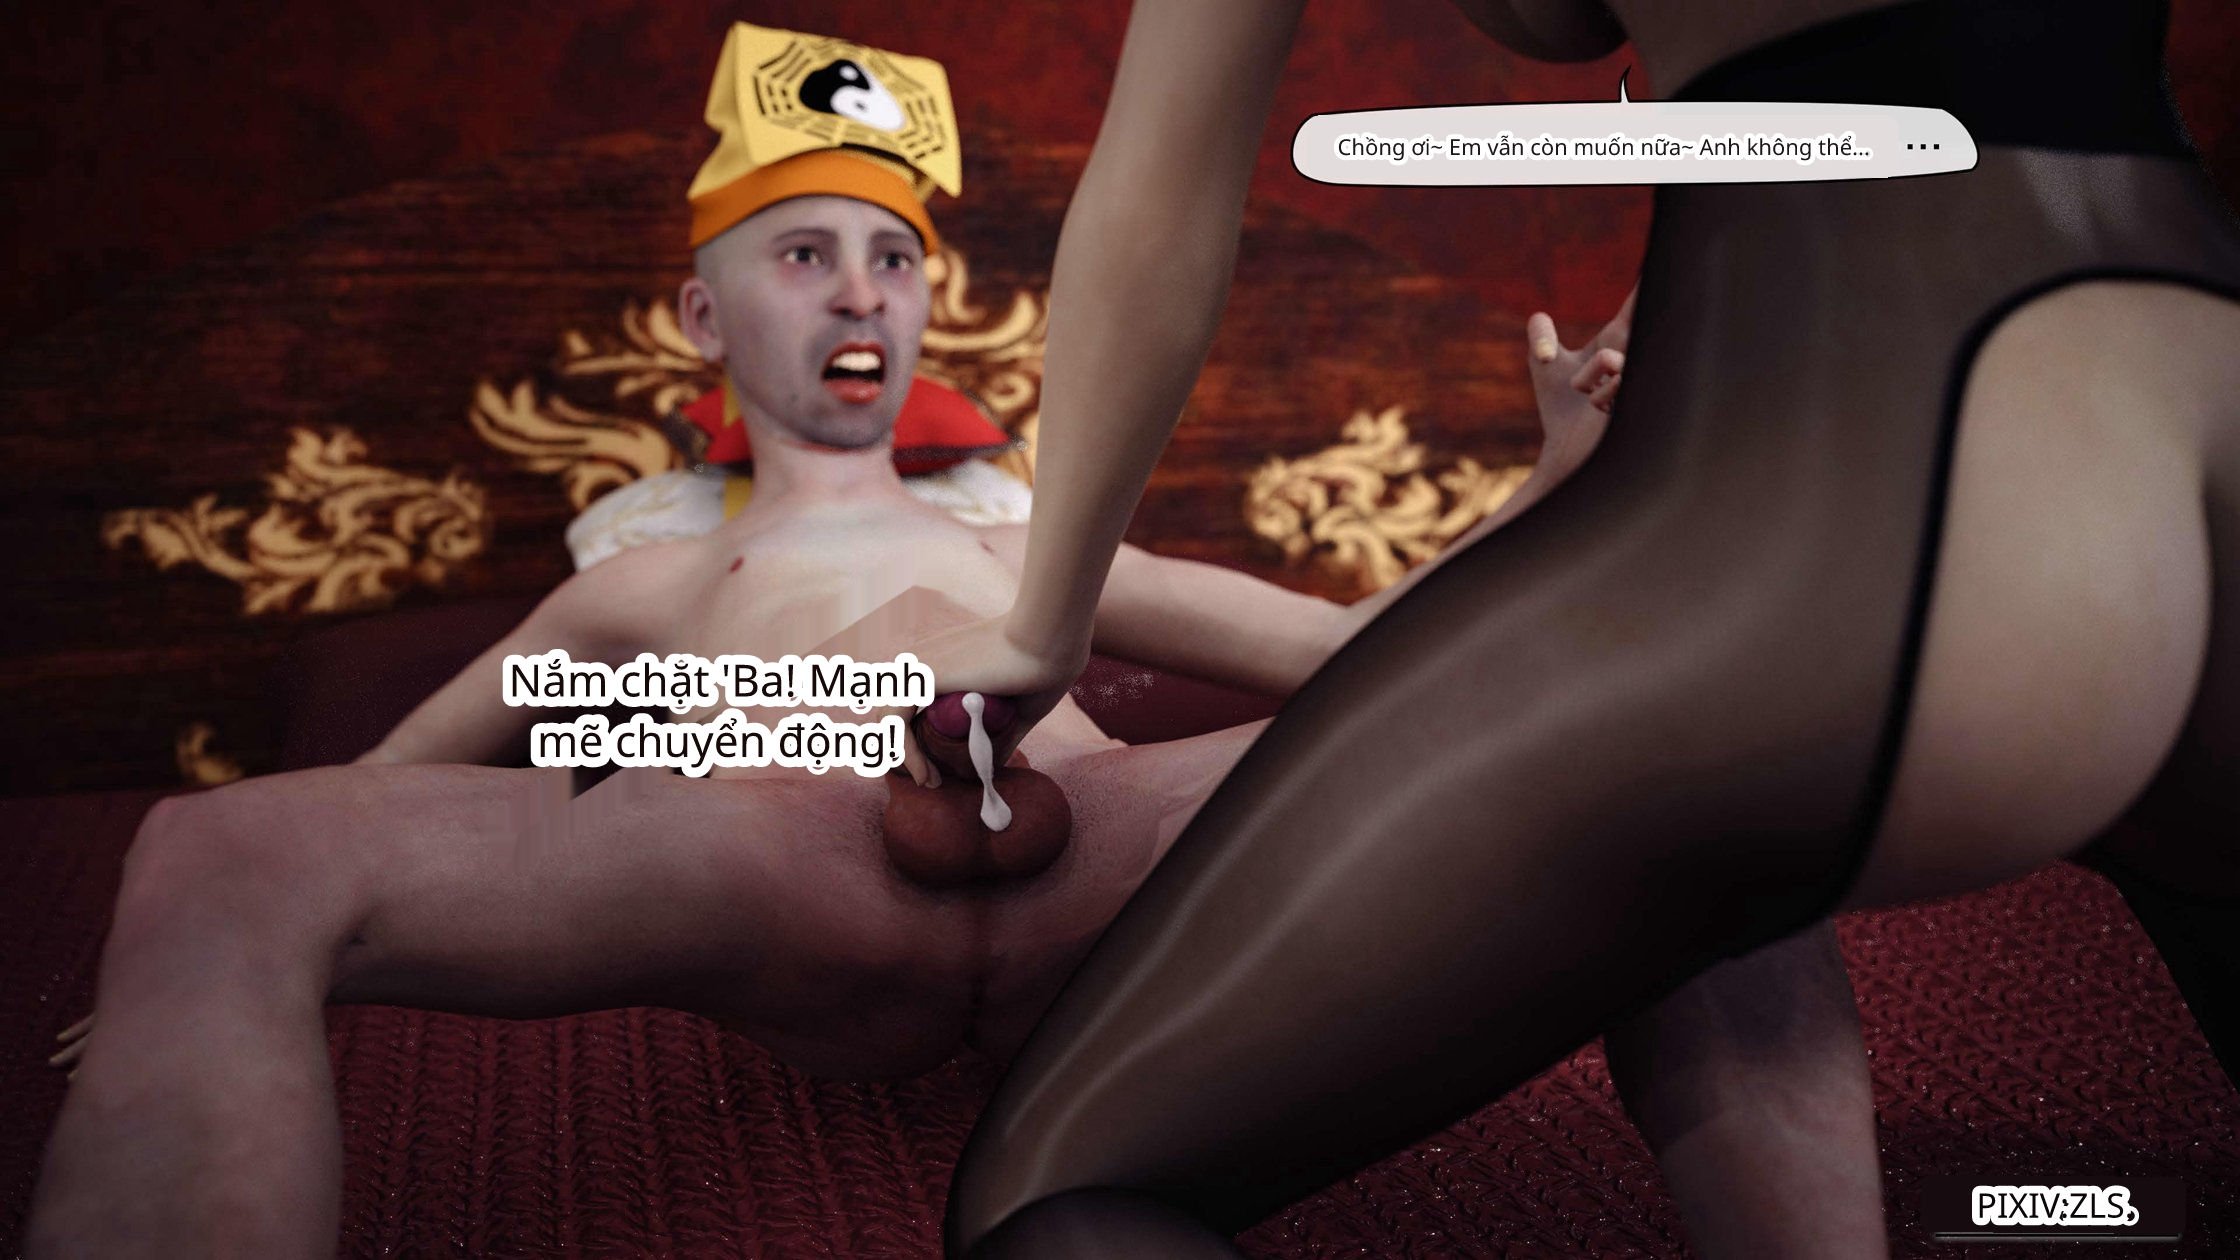 Chồng ơi~ Em vẫn còn muốn nữa~ Anh không thể... ...
Nắm chặt 'Ba! Mạnh
mẽ chuyển động!
PIXIV:ZLS,